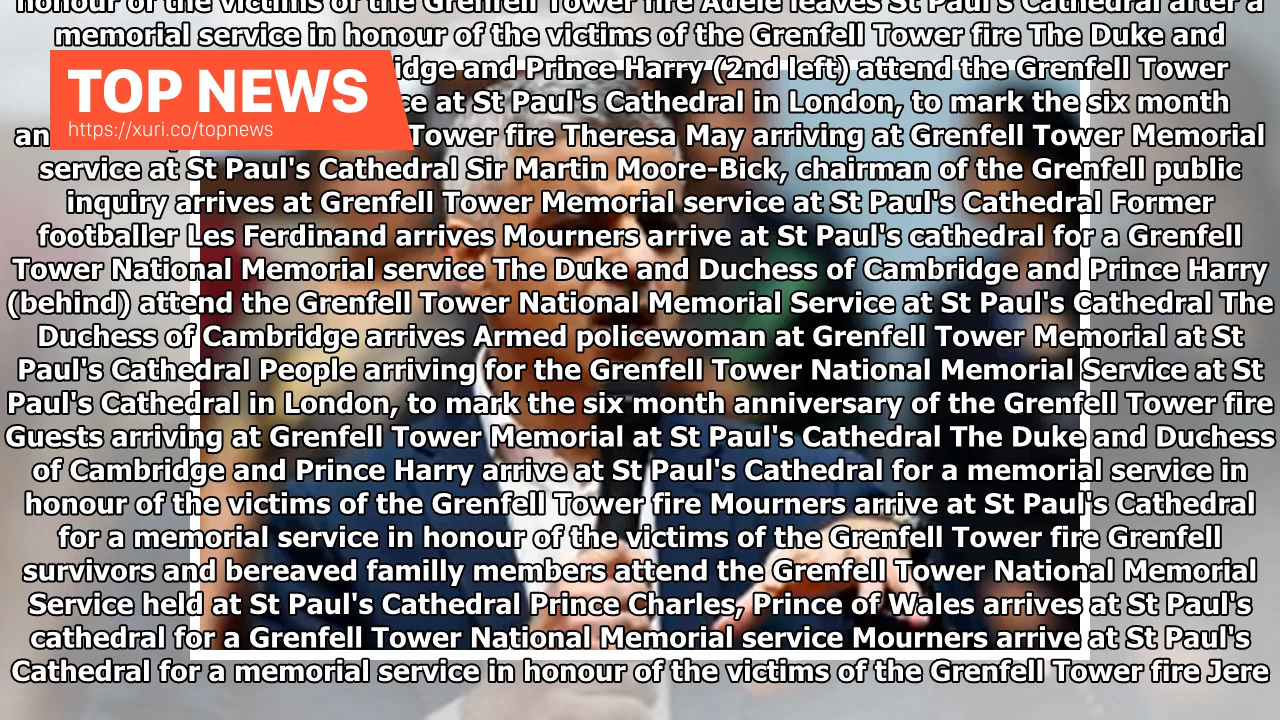 honour of the victims of the Grenfell Tower fire Adele leaves St Paul's Cathedral after a
memorial service in honour of the victims of the Grenfell Tower fire The Duke and
TOP NEWS
idge and Prince Harry (2nd left) attend the Grenfell Tower
ce at St Paul's Cathedral in London, to mark the six month
https://xuri.co/topnews
an Tower fire Theresa May arriving at Grenfell Tower Memorial
service at St Paul's Cathedral Sir Martin Moore-Bick, chairman of the Grenfell public
inquiry arrives at Grenfell Tower Memorial service at St Paul's Cathedral Former
footballer Les Ferdinand arrives Mourners arrive at St Paul's cathedral for a Grenfell
Tower National Memorial service The Duke and Duchess of Cambridge and Prince Harry
(behind) attend the Grenfell Tower National Memorial Service at St Paul's Cathedral The
Duchess of Cambridge arrives Armed policewoman at Grenfell Tower Memorial at St
Paul's Cathedral People arriving for the Grenfell Tower National Memorial Service at St
Paul's Cathedral in London, to mark the six month anniversary of the Grenfell Tower fire
Guests arriving at Grenfell Tower Memorial at St Paul's Cathedral The Duke and Duchess
of Cambridge and Prince Harry arrive at St Paul's Cathedral for a memorial service in
honour of the victims of the Grenfell Tower fire Mourners arrive at St Paul's Cathedral
for a memorial service in honour of the victims of the Grenfell Tower fire Grenfell
survivors and bereaved familly members attend the Grenfell Tower National Memorial
Service held at St Paul's Cathedral Prince Charles, Prince of Wales arrives at St Paul's
cathedral for a Grenfell Tower National Memorial service Mourners arrive at St Paul's
Cathedral for a memorial service in honour of the victims of the Grenfell Tower fire Jere